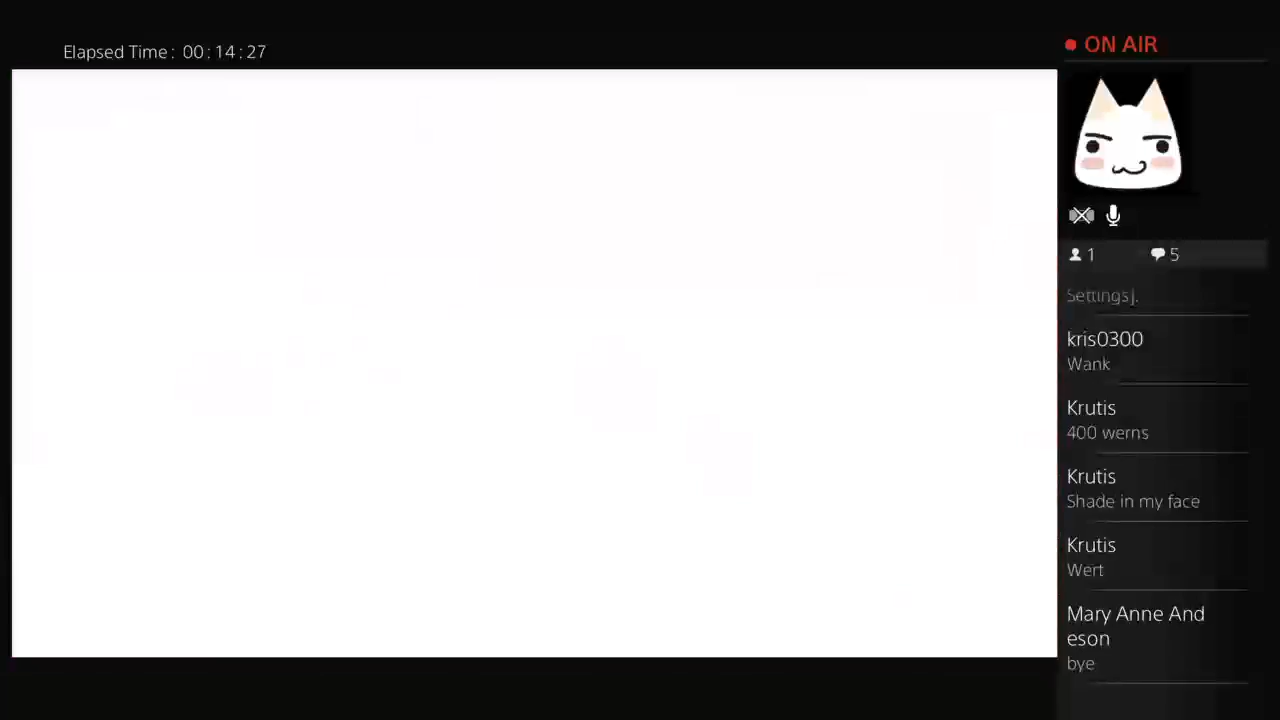 Elapsed Time: 00:14:27
ON AIR
1 5
Settings].
kris0300
Wank
Krutis
400 werns
Krutis
Shade in my face
Krutis
Wert
Mary Anne And
eson
bye